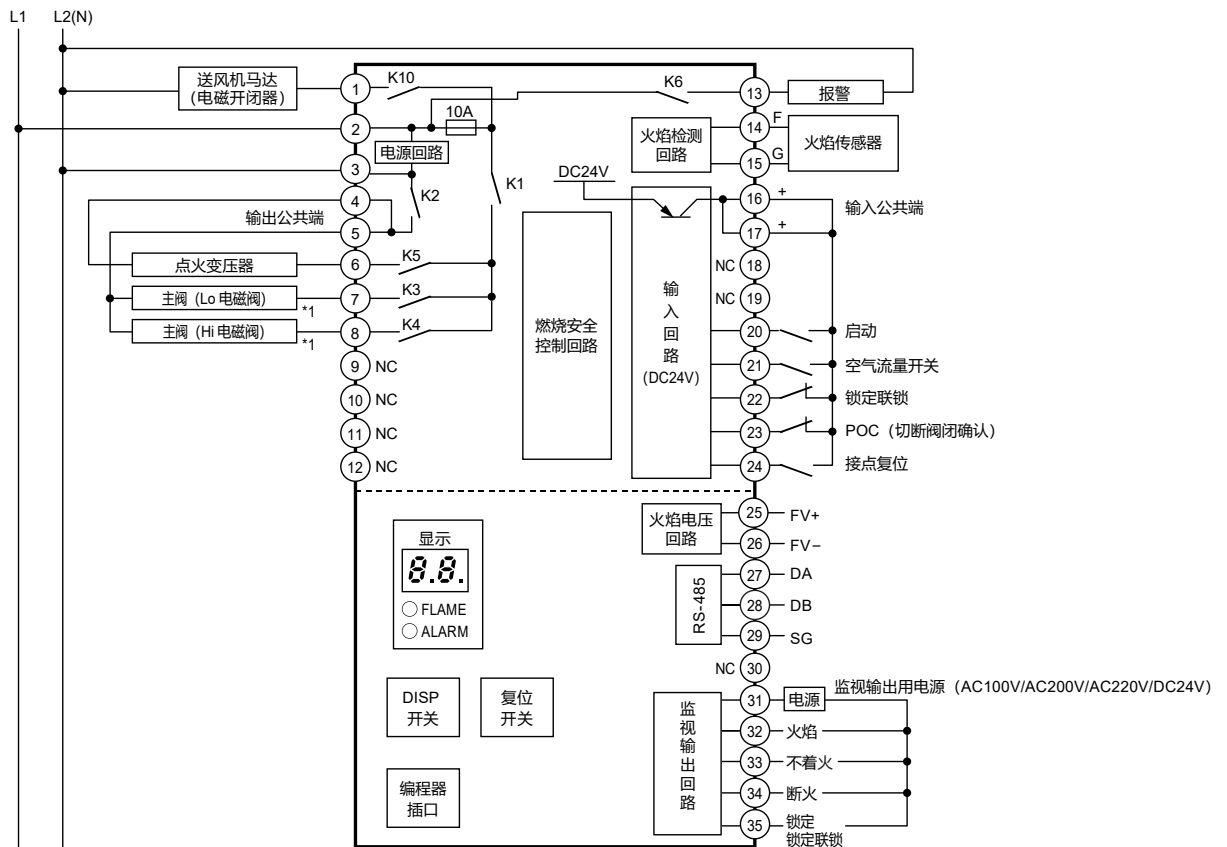 L1 L2(N)
送风机马达
(电磁开闭器)
1
K10
K6
13
报警
2
10A
电源回路
3
K2
K1
4
输出公共端
5
点火变压器
6
K5
主阀 (Lo 电磁阀)
*1
7
K3
主阀 (Hi 电磁阀)
*1
8
K4
9 NC
10 NC
11 NC
12 NC
火焰检测
回路
14 F
15 G
火焰传感器
DC24V
16 +
17 +
输入公共端
NC 18
NC 19
燃烧安全
控制回路
输
入
回
路
(DC24V)
20 启动
21 空气流量开关
22 锁定联锁
23 POC（切断阀闭确认）
24 接点复位
显示
8.8.
FLAME
ALARM
火焰电压
回路
25 FV+
26 FV−
RS-485
27 DA
28 DB
29 SG
NC 30
DISP
开关
复位
开关
编程器
插口
监
视
输
出
回
路
31 电源
监视输出用电源（AC100V/AC200V/AC220V/DC24V）
32 火焰
33 不着火
34 断火
35 锁定
锁定联锁